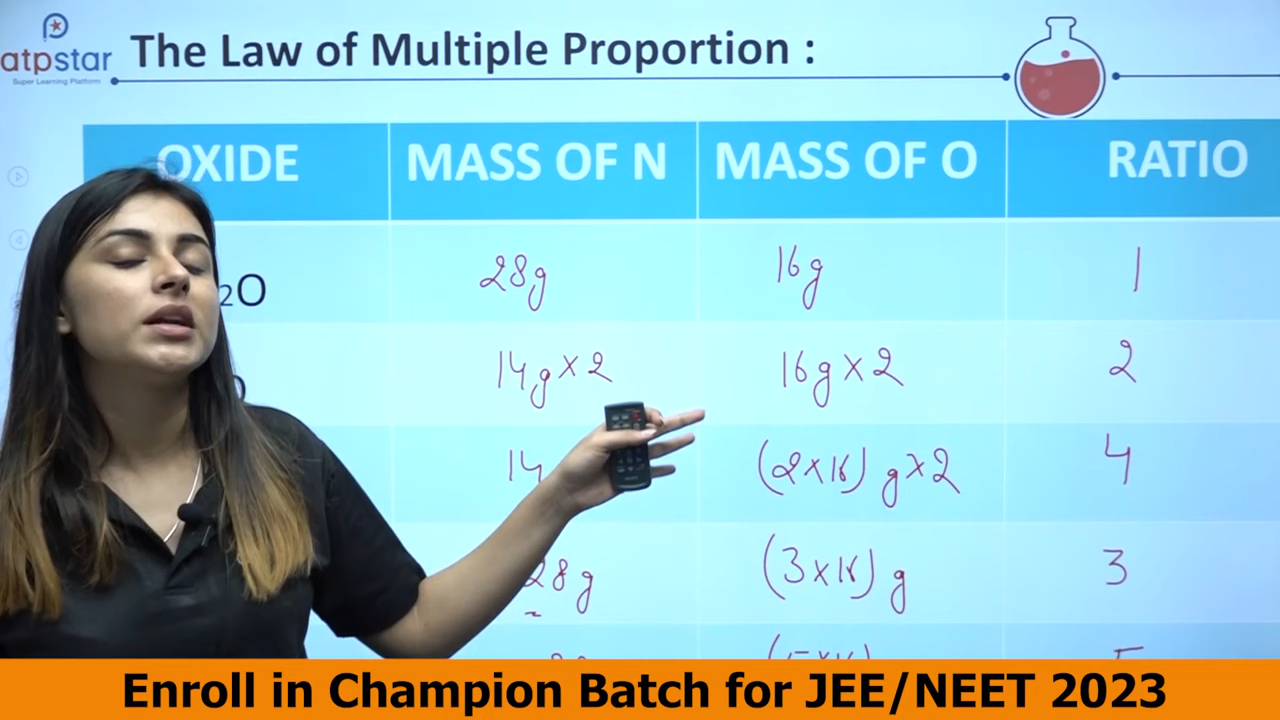 atpstar
Super Learning Platform
The Law of Multiple Proportion :
OXIDE MASS OF N MASS OF O RATIO
2O 28g 16g 1
14g×2 16g×2 2
14 (2×16) g×2 4
28g (3×16) g 3
5
Enroll in Champion Batch for JEE/NEET 2023